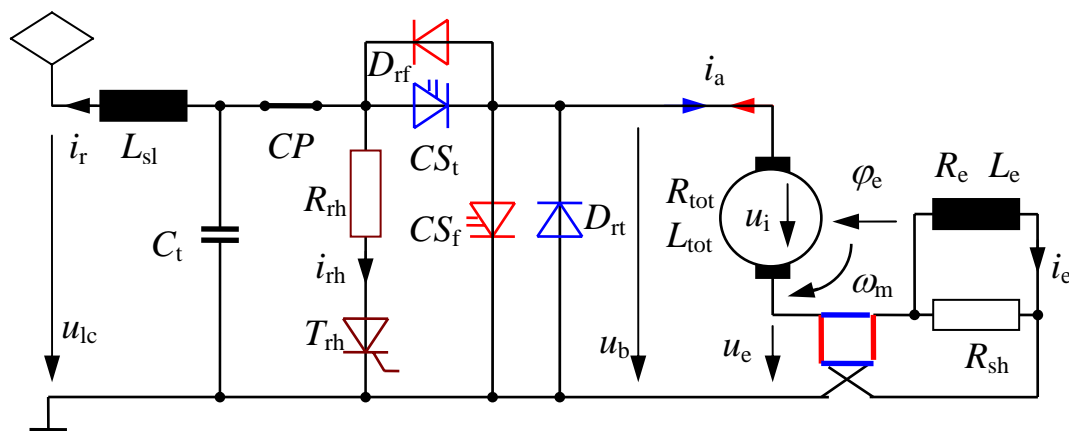 D_rf
i_a
i_r
L_sl
CP
CS_t
R_e L_e
R_rh
R_tot
φ_e
C_t
CS_f
D_rt
u_i
L_tot
i_rh
ω_m
i_e
u_lc
T_rh
u_b
u_e
R_sh